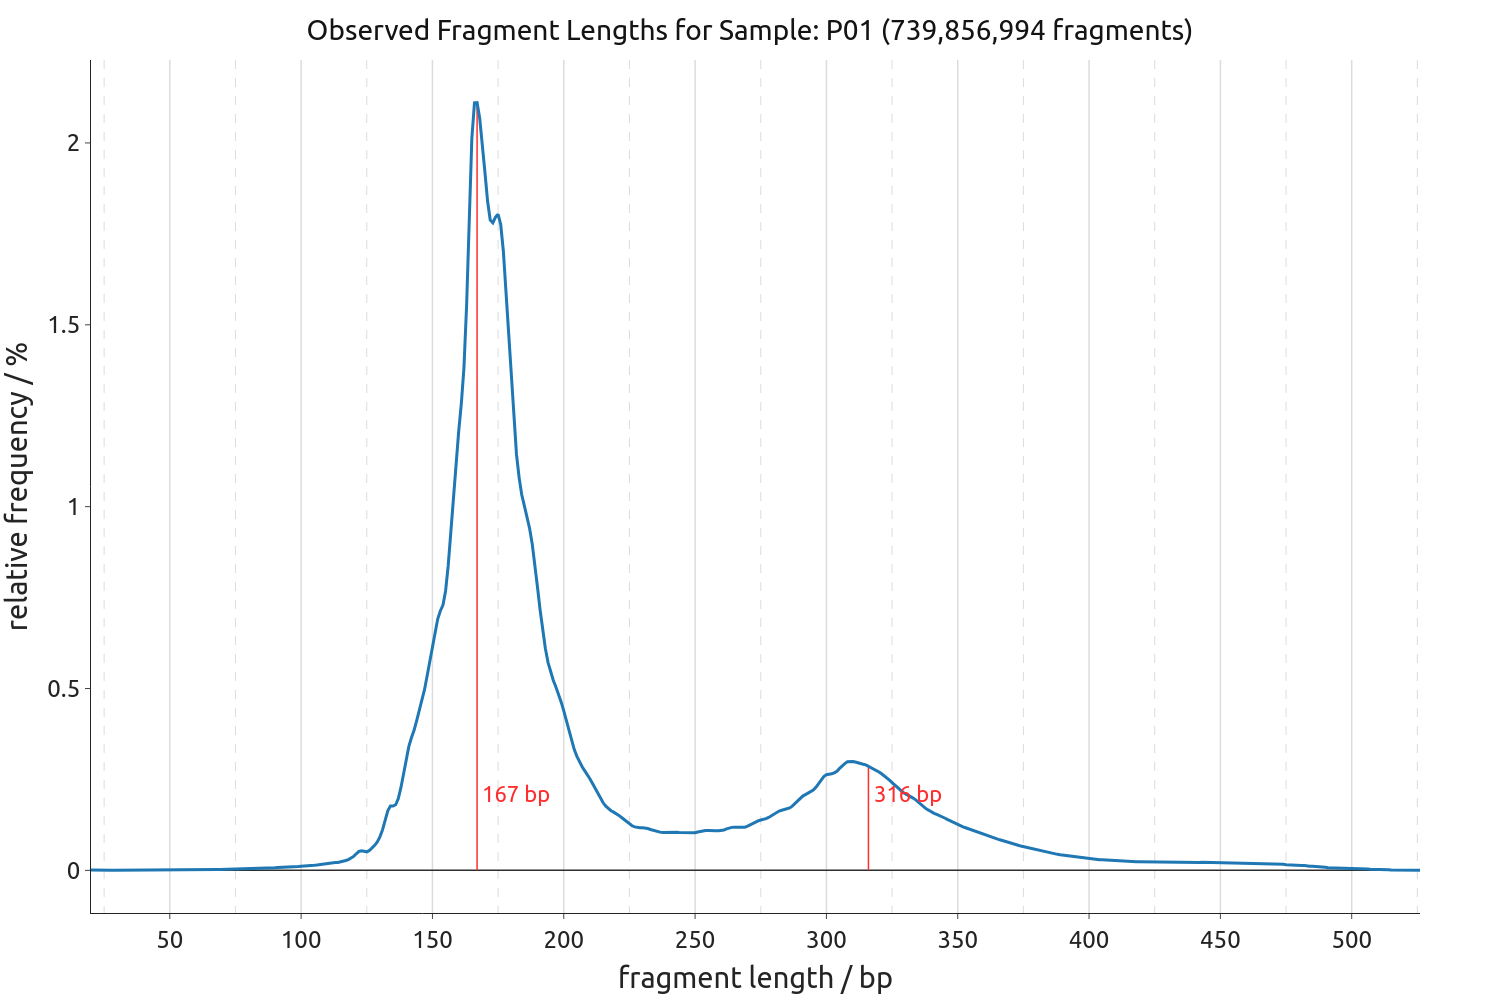 Observed Fragment Lengths for Sample: P01 (739,856,994 fragments)
relative frequency / %
2
1.5
1
0.5
0
167 bp
316 bp
50 100 150 200 250 300 350 400 450 500
fragment length / bp